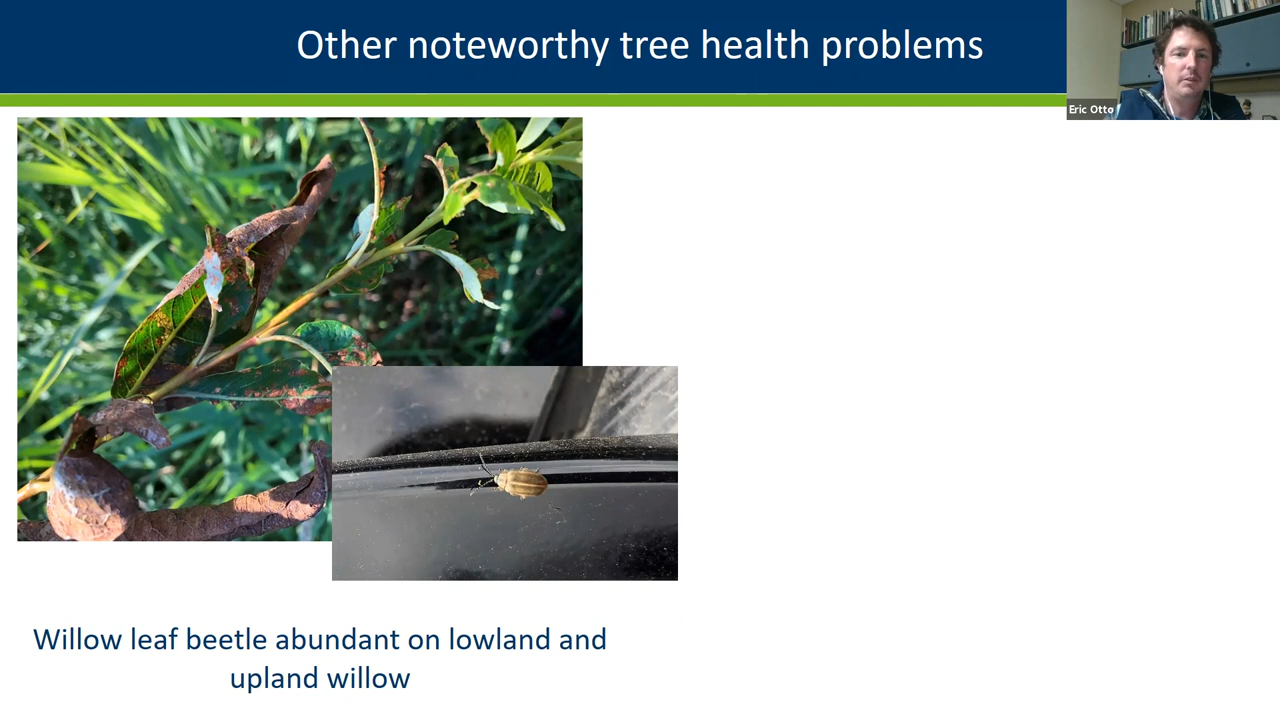 Other noteworthy tree health problems
Eric Otto
Willow leaf beetle abundant on lowland and
upland willow